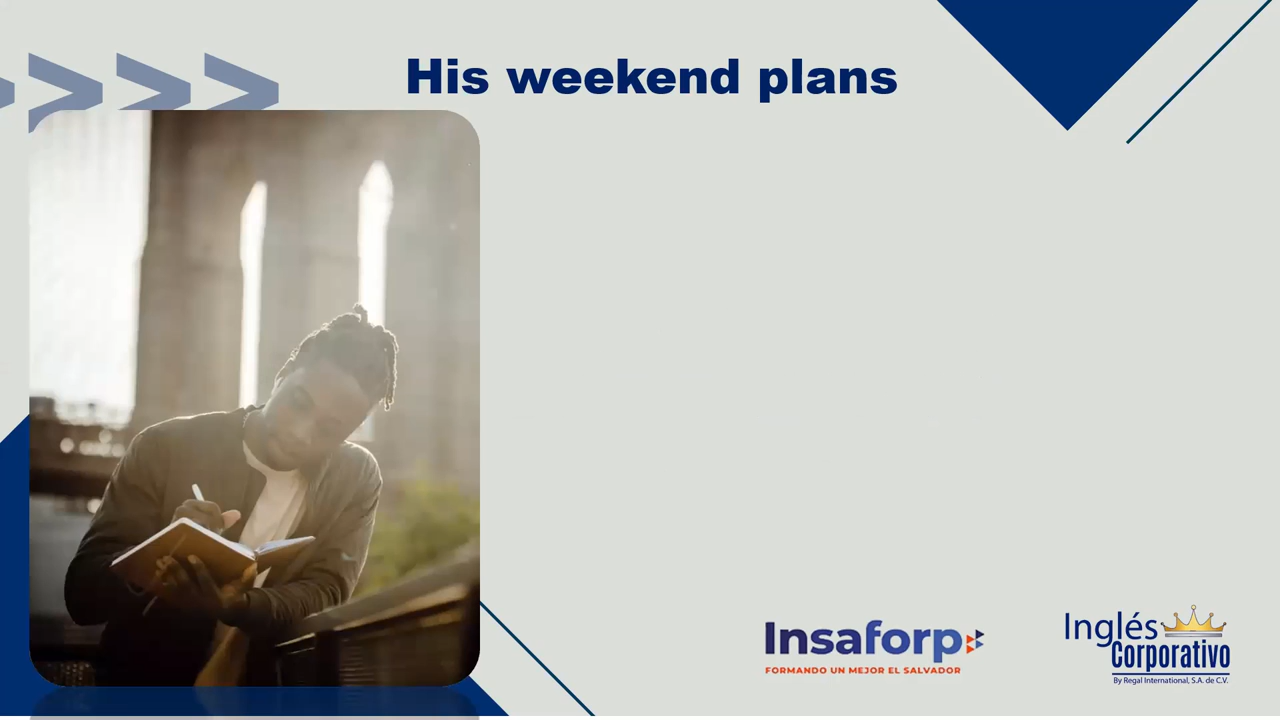 His weekend plans
Insaforp
FORMANDO UN MEJOR EL SALVADOR
Inglés
Corporativo
By Regal International, S.A. de C.V.